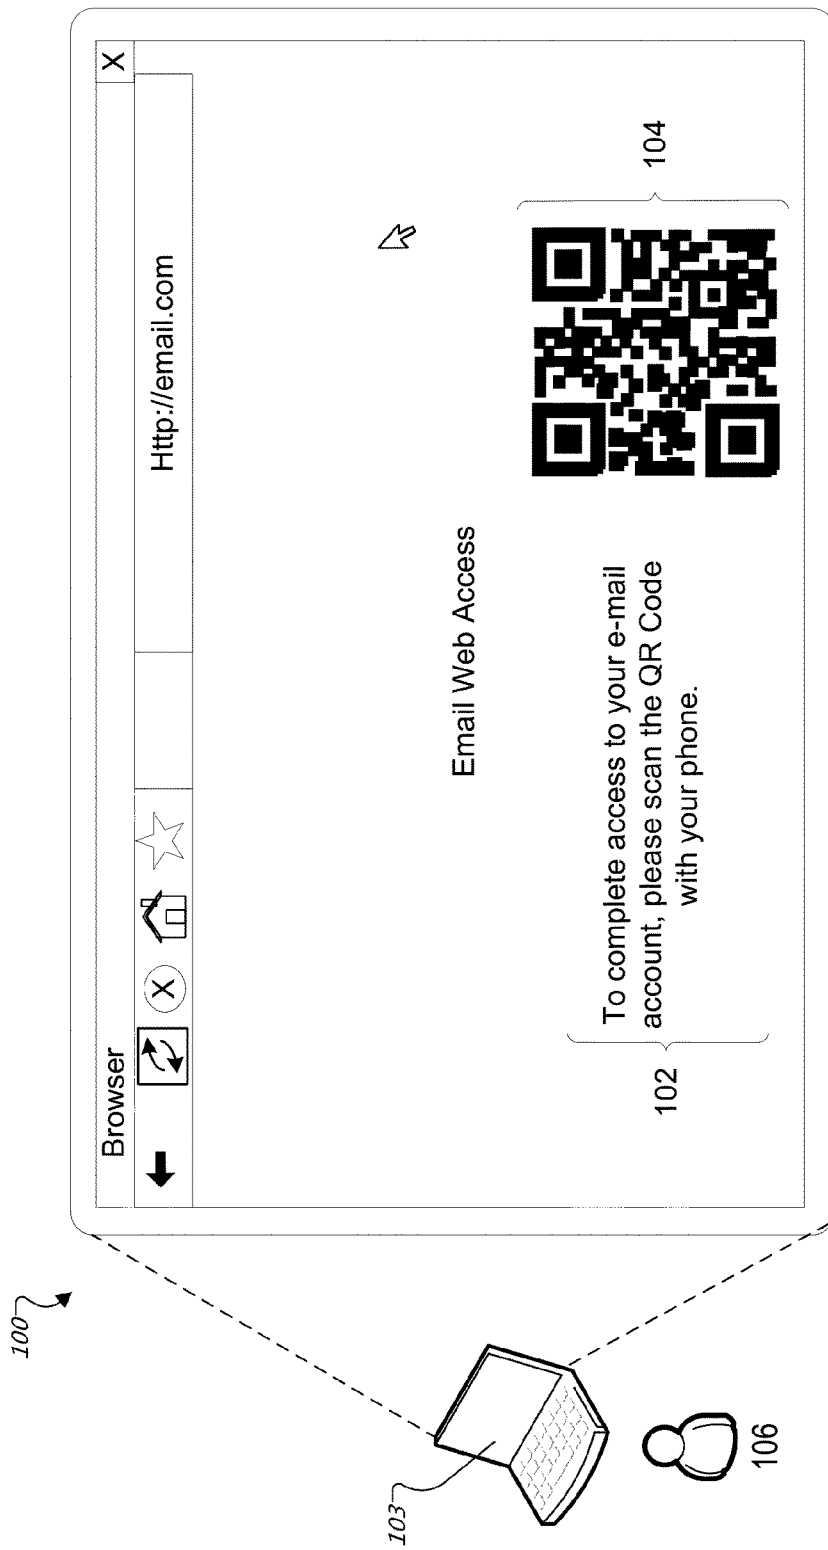 100
Browser
X
X
Http://email.com
Email Web Access
102
To complete access to your e-mail
account, please scan the QR Code
with your phone.
104
103
106